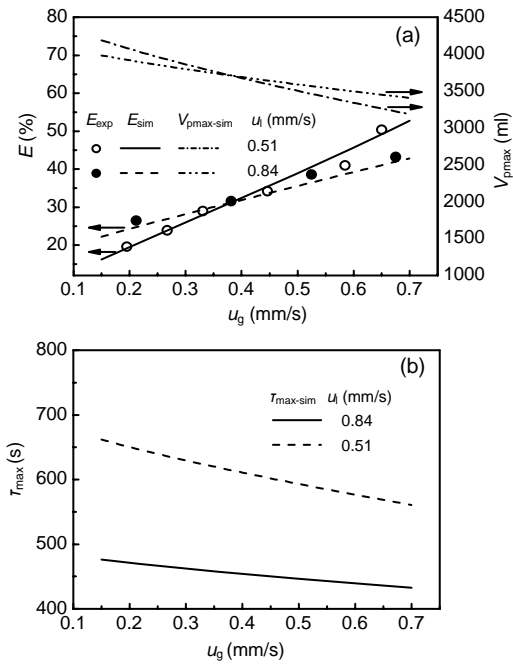 (a)
E (%)
80
70
60
50
40
30
20
4500
4000
3500
3000
2500
2000
1500
1000
Vpmax (ml)
Eexp Esim Vpmax-sim ul (mm/s)
0.51
0.84
0.1 0.2 0.3 0.4 0.5 0.6 0.7
ug (mm/s)
(b)
τmax (s)
800
700
600
500
400
τmax-sim ul (mm/s)
0.84
0.51
0.1 0.2 0.3 0.4 0.5 0.6 0.7
ug (mm/s)